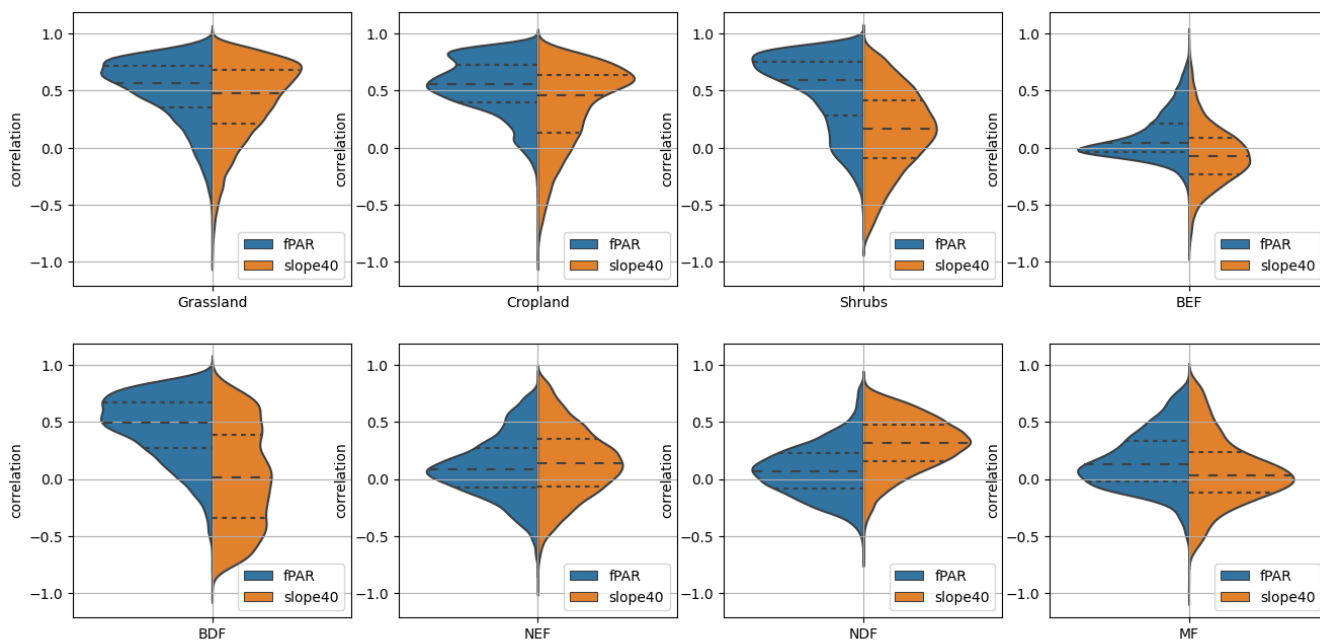 correlation
1.0
0.5
0.0
−0.5
−1.0
fPAR
slope40
Grassland
correlation
1.0
0.5
0.0
−0.5
−1.0
fPAR
slope40
Cropland
correlation
1.0
0.5
0.0
−0.5
−1.0
fPAR
slope40
Shrubs
correlation
1.0
0.5
0.0
−0.5
−1.0
fPAR
slope40
BEF
correlation
1.0
0.5
0.0
−0.5
−1.0
fPAR
slope40
BDF
correlation
1.0
0.5
0.0
−0.5
−1.0
fPAR
slope40
NEF
correlation
1.0
0.5
0.0
−0.5
−1.0
fPAR
slope40
NDF
correlation
1.0
0.5
0.0
−0.5
−1.0
fPAR
slope40
MF